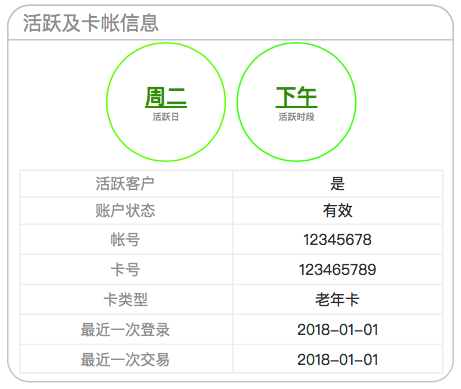 活跃及卡帐信息
周二 下午
活跃日 活跃时段
活跃客户 是
账户状态 有效
帐号 12345678
卡号 123465789
卡类型 老年卡
最近一次登录 2018-01-01
最近一次交易 2018-01-01